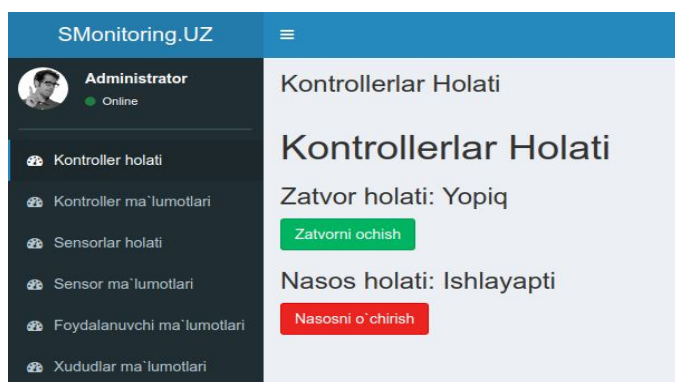 SMonitoring.UZ
Administrator
Online
Kontroller holati
Kontroller ma`lumotlari
Sensorlar holati
Sensor ma`lumotlari
Foydalanuvchi ma`lumotlari
Xududlar ma`lumotlari
Kontrollerlar Holati
Kontrollerlar Holati
Zatvor holati: Yopiq
Zatvorni ochish
Nasos holati: Ishlayapti
Nasosni o`chirish